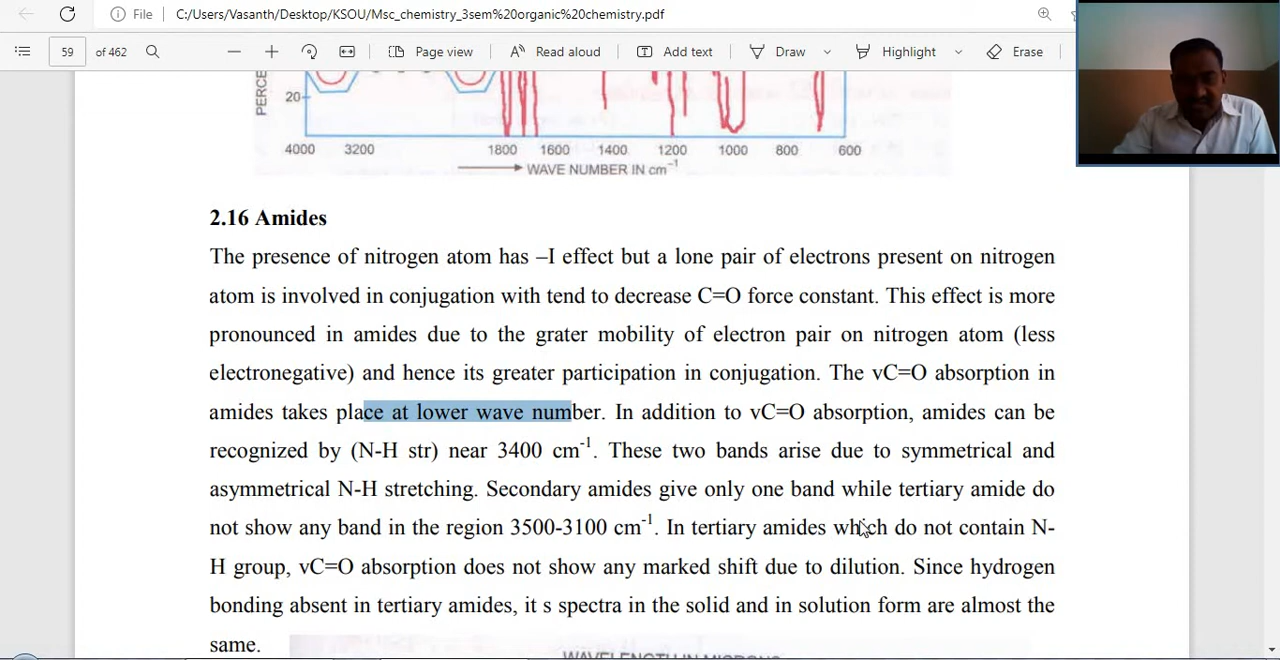 File C:/Users/Vasanth/Desktop/KSOU/Msc_chemistry_3sem%20organic%20chemistry.pdf
59 of 462 Page view Read aloud Add text Draw Highlight Erase
PERCE
20
4000 3200 1800 1600 1400 1200 1000 800 600
WAVE NUMBER IN cm⁻¹
2.16 Amides
The presence of nitrogen atom has –I effect but a lone pair of electrons present on nitrogen
atom is involved in conjugation with tend to decrease C=O force constant. This effect is more
pronounced in amides due to the grater mobility of electron pair on nitrogen atom (less
electronegative) and hence its greater participation in conjugation. The νC=O absorption in
amides takes place at lower wave number. In addition to νC=O absorption, amides can be
recognized by (N-H str) near 3400 cm⁻¹. These two bands arise due to symmetrical and
asymmetrical N-H stretching. Secondary amides give only one band while tertiary amide do
not show any band in the region 3500-3100 cm⁻¹. In tertiary amides which do not contain N-
H group, νC=O absorption does not show any marked shift due to dilution. Since hydrogen
bonding absent in tertiary amides, it s spectra in the solid and in solution form are almost the
same.
WAVELENGTH IN MICRONS